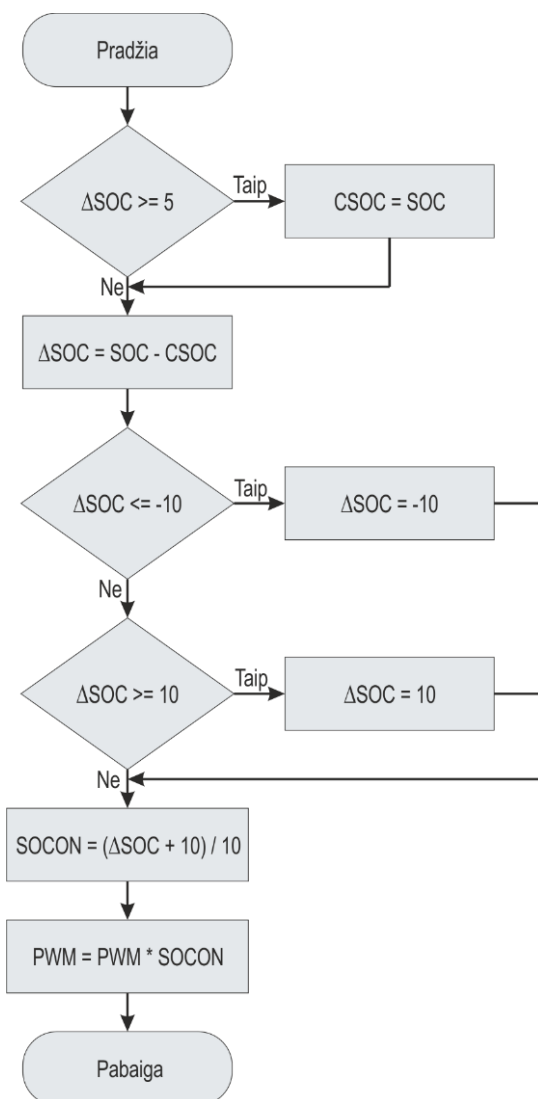 Pradžia
ΔSOC >= 5
Taip
CSOC = SOC
Ne
ΔSOC = SOC - CSOC
ΔSOC <= -10
Taip
ΔSOC = -10
Ne
ΔSOC >= 10
Taip
ΔSOC = 10
Ne
SOCON = (ΔSOC + 10) / 10
PWM = PWM * SOCON
Pabaiga